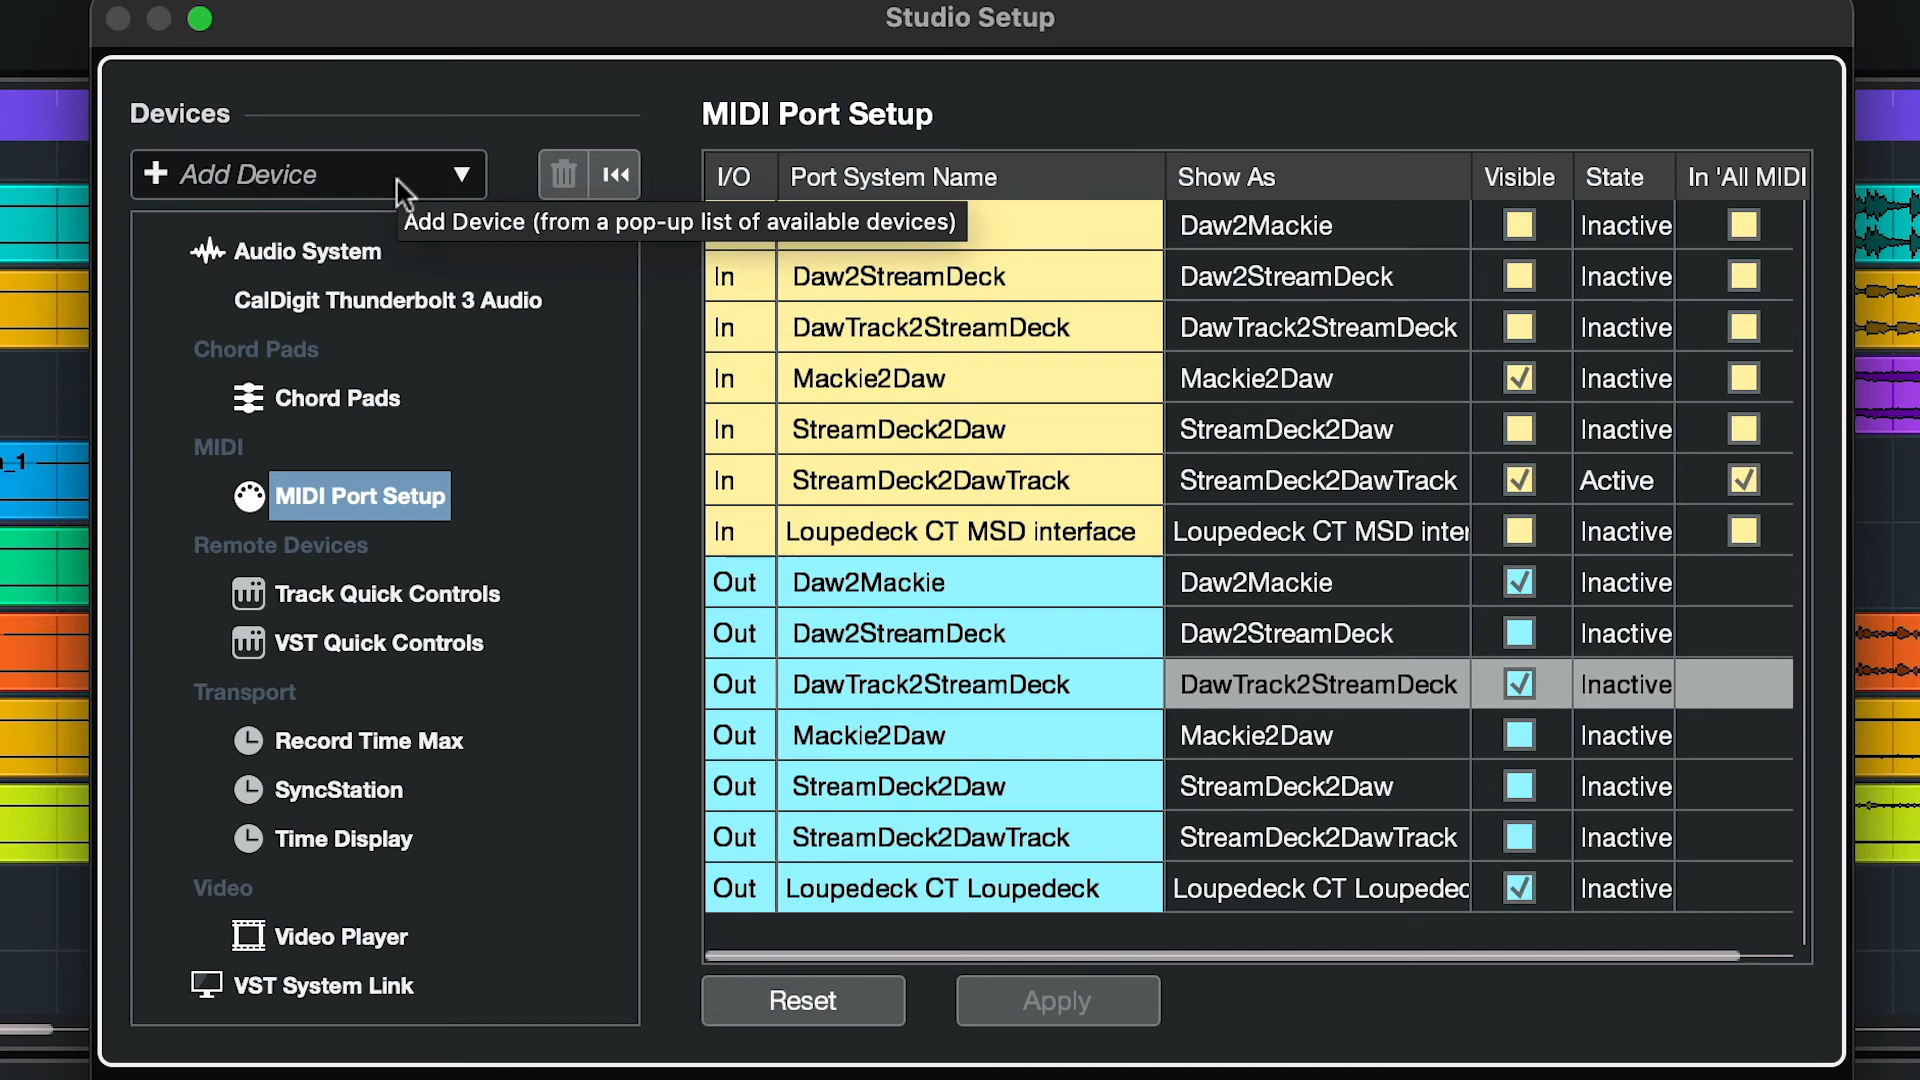 Studio Setup
Devices
Add Device
Add Device (from a pop-up list of available devices)
Audio System
CalDigit Thunderbolt 3 Audio
Chord Pads
Chord Pads
MIDI
MIDI Port Setup
Remote Devices
Track Quick Controls
VST Quick Controls
Transport
Record Time Max
SyncStation
Time Display
Video
Video Player
VST System Link
MIDI Port Setup
I/O Port System Name Show As Visible State In 'All MIDI
Daw2Mackie Inactive
In Daw2StreamDeck Daw2StreamDeck Inactive
In DawTrack2StreamDeck DawTrack2StreamDeck Inactive
In Mackie2Daw Mackie2Daw Inactive
In StreamDeck2Daw StreamDeck2Daw Inactive
In StreamDeck2DawTrack StreamDeck2DawTrack Active
In Loupedeck CT MSD interface Loupedeck CT MSD inter Inactive
Out Daw2Mackie Daw2Mackie Inactive
Out Daw2StreamDeck Daw2StreamDeck Inactive
Out DawTrack2StreamDeck DawTrack2StreamDeck Inactive
Out Mackie2Daw Mackie2Daw Inactive
Out StreamDeck2Daw StreamDeck2Daw Inactive
Out StreamDeck2DawTrack StreamDeck2DawTrack Inactive
Out Loupedeck CT Loupedeck Loupedeck CT Loupedec Inactive
Reset
Apply